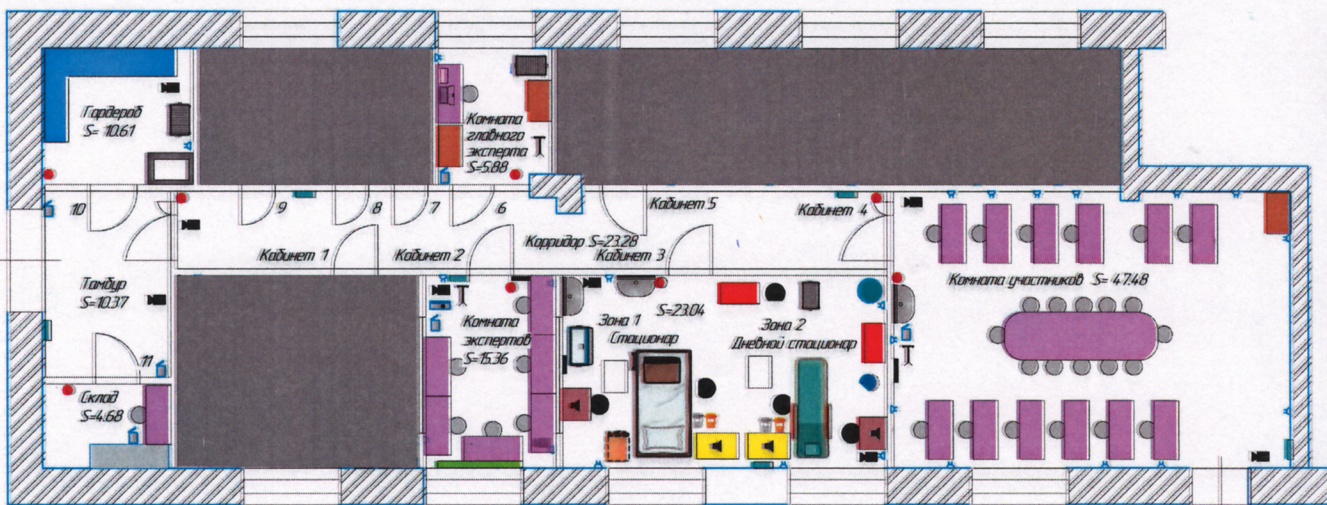 Гардероб
S= 10.61
Комната
главного
эксперта
S=5.88
10
9
8
7
6
Кабинет 5
Кабинет 4
Кабинет 1
Кабинет 2
Корридор S=23.28
Кабинет 3
Тамбур
S=10.37
11
Склад
S=4.68
Комната
экспертов
S=15.36
S=23.04
Зона 1
Стационар
Зона 2
Дневной стационар
Комната участников S= 47.48